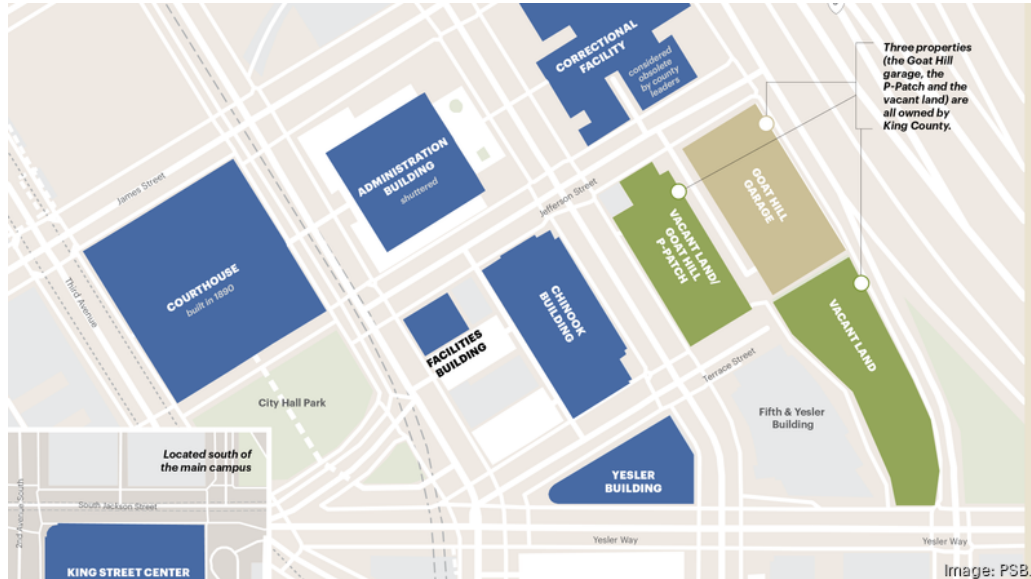 CORRECTIONAL
FACILITY
considered
obsolete
by county
leaders
Three properties
(the Goat Hill
garage, the
P-Patch and the
vacant land) are
all owned by
King County.
ADMINISTRATION
BUILDING
shuttered
James Street
Jefferson Street
GOAT HILL
GARAGE
VACANT LAND/
GOAT HILL
P-PATCH
COURTHOUSE
built in 1890
Third Avenue
CHINOOK
BUILDING
FACILITIES
BUILDING
VACANT LAND
Terrace Street
City Hall Park
Fifth & Yesler
Building
Located south of
the main campus
YESLER
BUILDING
2nd Avenue South
South Jackson Street
Yesler Way
Yesler Way
KING STREET CENTER
Image: PSB